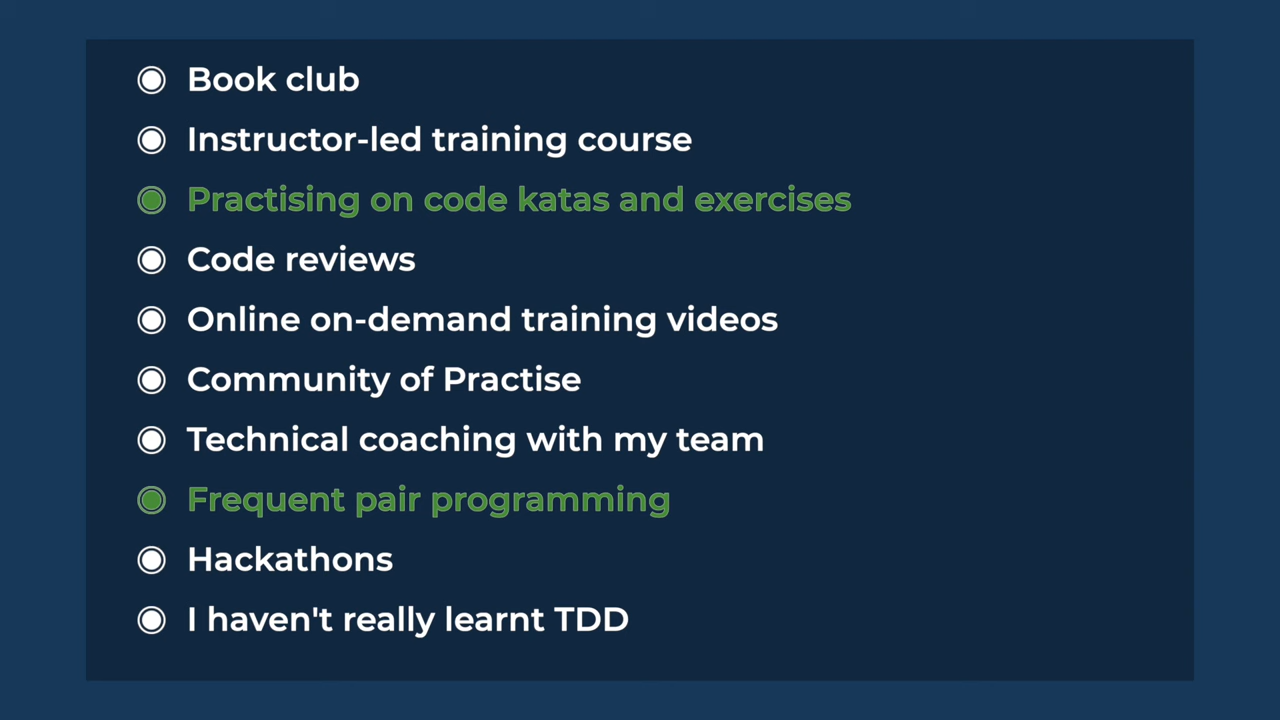 Book club
Instructor-led training course
Practising on code katas and exercises
Code reviews
Online on-demand training videos
Community of Practise
Technical coaching with my team
Frequent pair programming
Hackathons
I haven't really learnt TDD